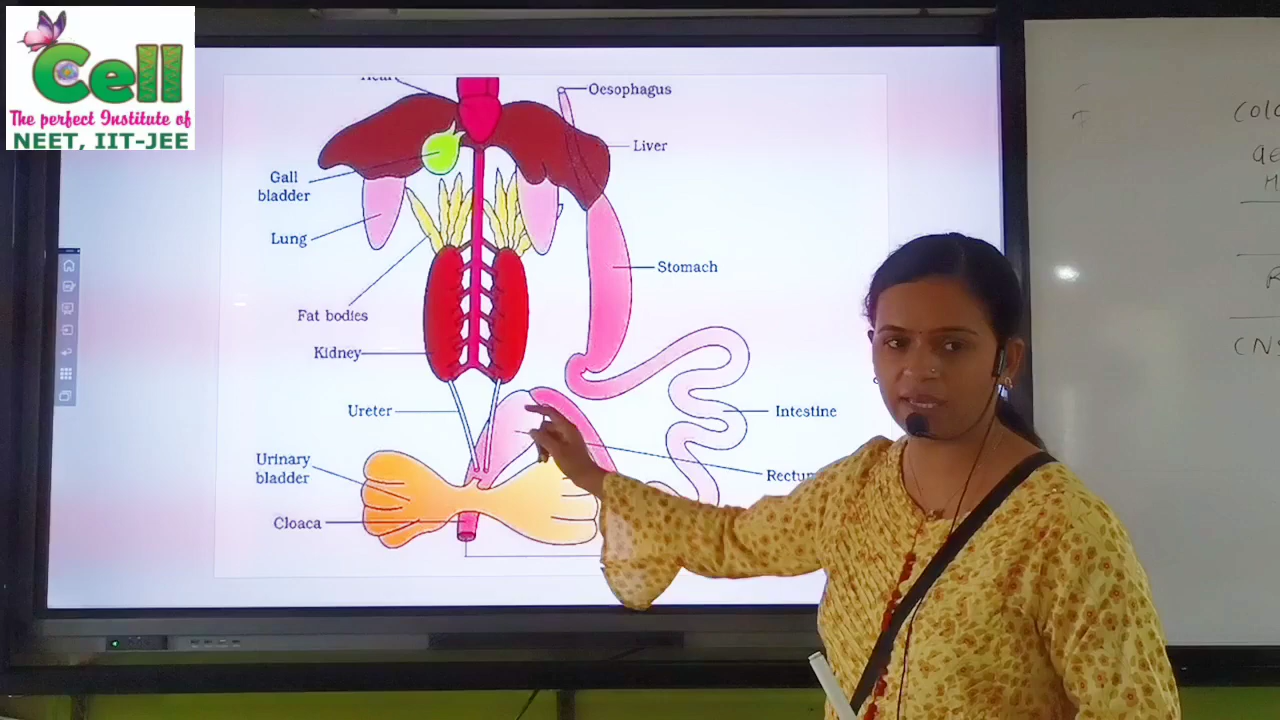 Cell
The perfect Institute of
NEET, IIT-JEE
Oesophagus
Liver
Gall
bladder
Lung
Stomach
Fat bodies
Kidney
Ureter
Intestine
Urinary
bladder
Cloaca